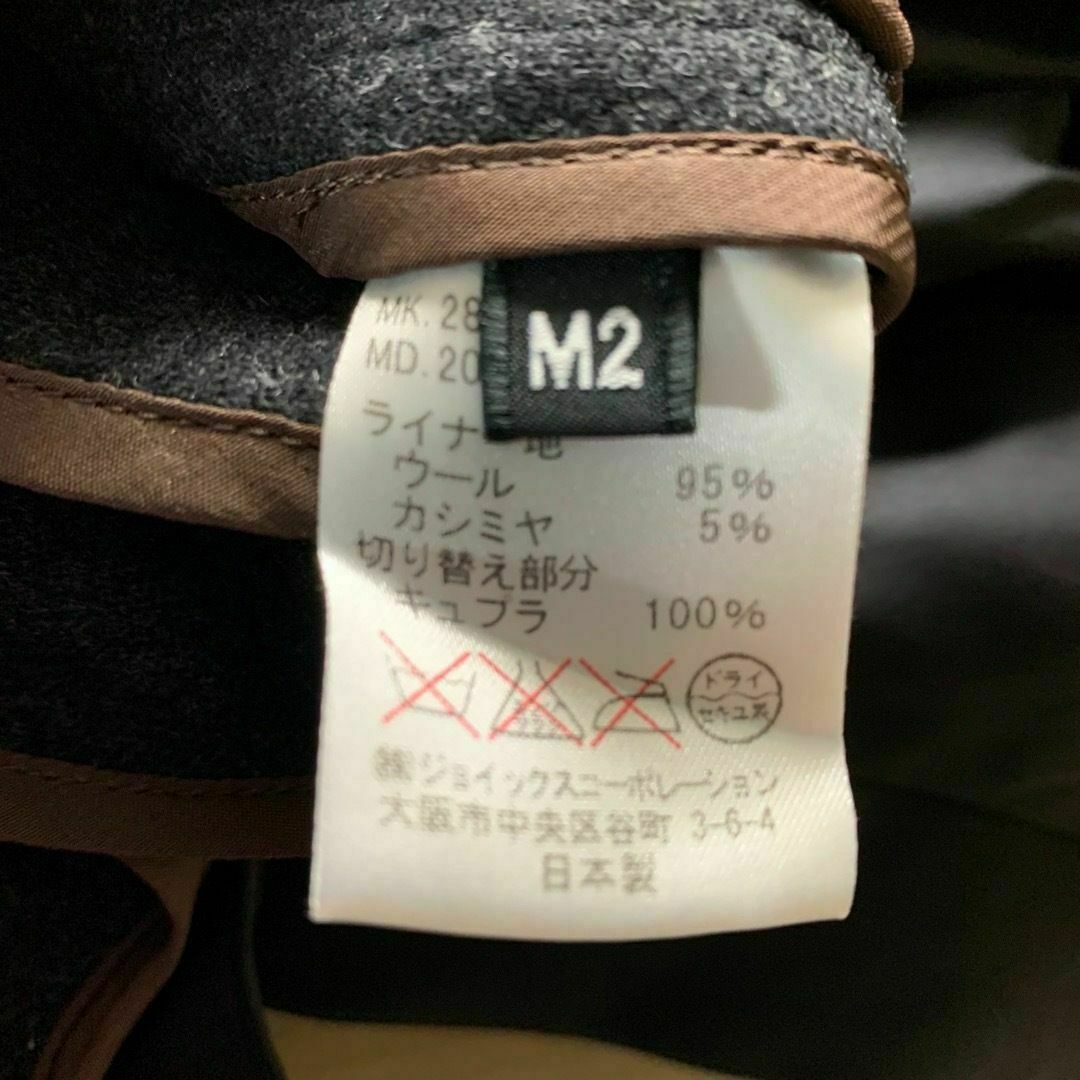 MK. 28
MD. 20
M2
ライナ 地
ウール 95%
カシミヤ 5%
切り替え部分
キュプラ 100%
ドライ
セキユ系
㈱ジョイックスコーポレーション
大阪市中央区谷町 3-6-4
日本製